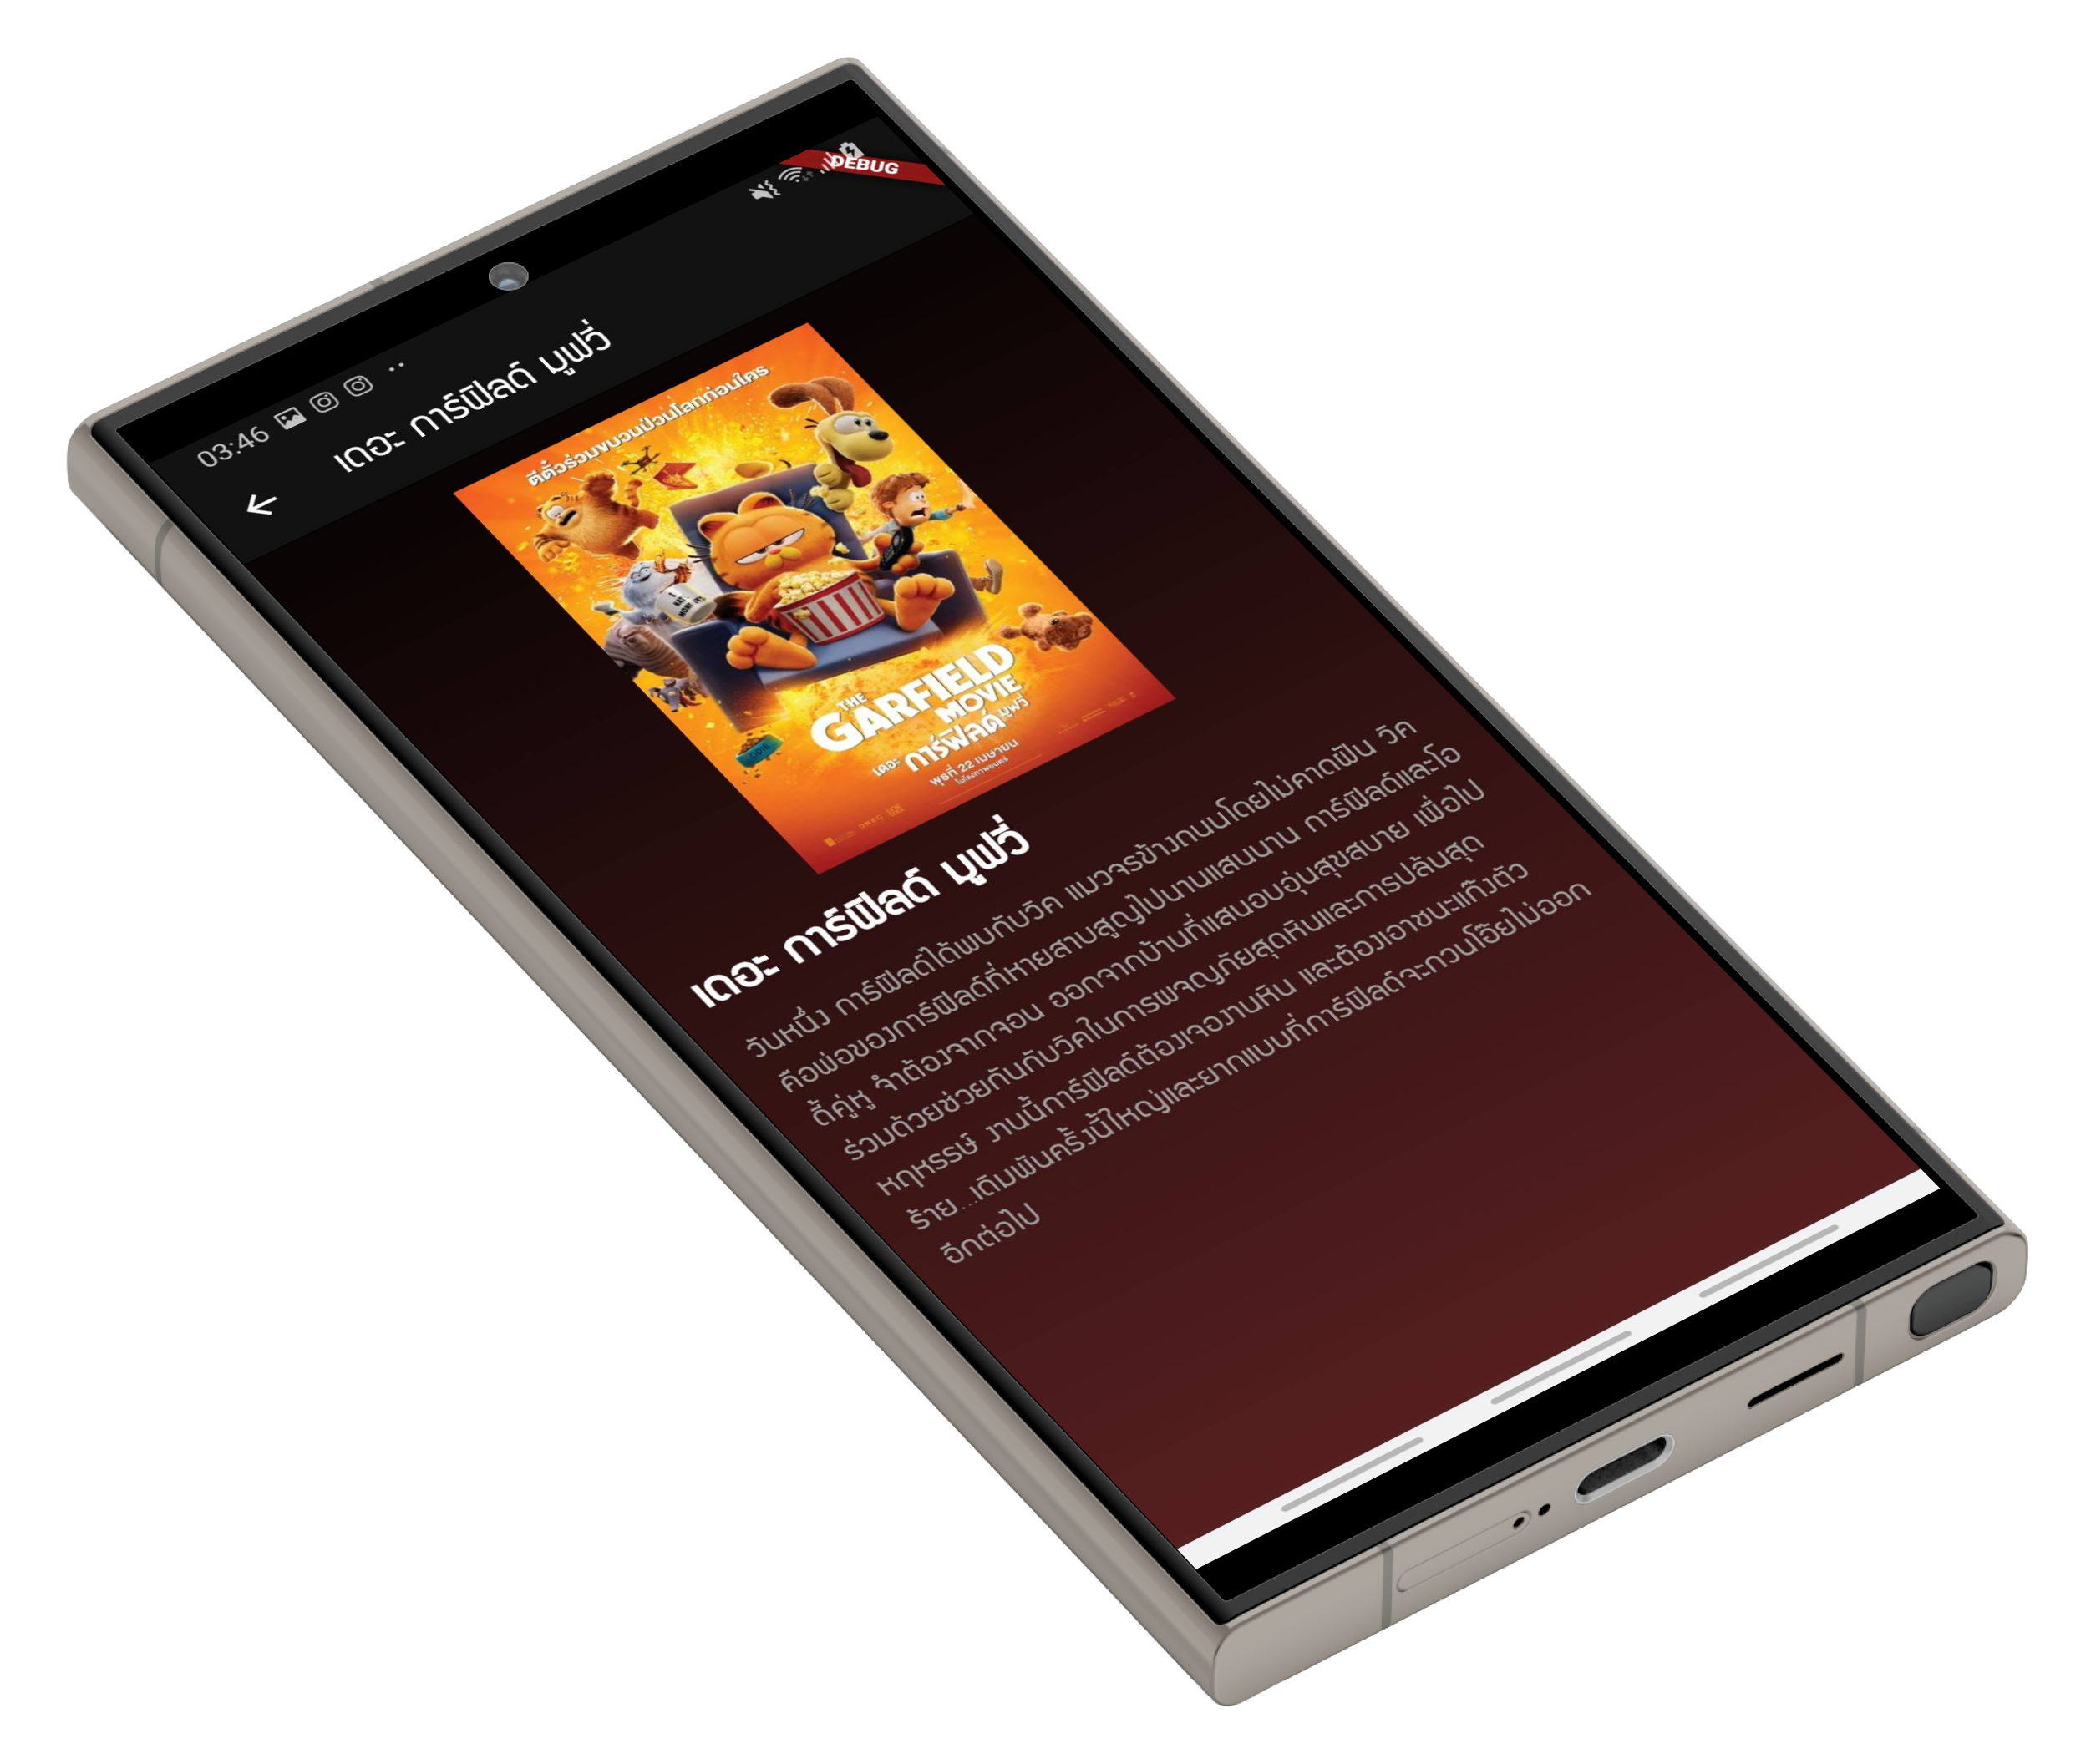 03:46
DEBUG
เดอะ การ์ฟิลด์ มูฟวี่
ตีตั๋วร่วมขบวนป่วนโลกก่อนใคร
THE
GARFIELD
MOVIE
เดอะ การ์ฟิลด์ มูฟวี่
พุธที่ 22 เมษายน
ในโรงภาพยนตร์
เดอะ การ์ฟิลด์ มูฟวี่
วันหนึ่ง การ์ฟิลด์ได้พบกับวิค แมวจรข้างถนนโดยไม่คาดฝัน วิค
คือพ่อของการ์ฟิลด์ที่หายสาบสูญไปนานแสนนาน การ์ฟิลด์และโอ
ดี้คู่หู จำต้องจากจอน ออกจากบ้านที่แสนอบอุ่นสุขสบาย เพื่อไป
ร่วมด้วยช่วยกันกับวิคในการผจญภัยสุดหินและการปล้นสุด
หฤหรรษ์ งานนี้การ์ฟิลด์ต้องเจองานหิน และต้องเอาชนะแก๊งตัว
ร้าย...เดิมพันครั้งนี้ใหญ่และยากแบบที่การ์ฟิลด์จะกวนโอ๊ยไม่ออก
อีกต่อไป